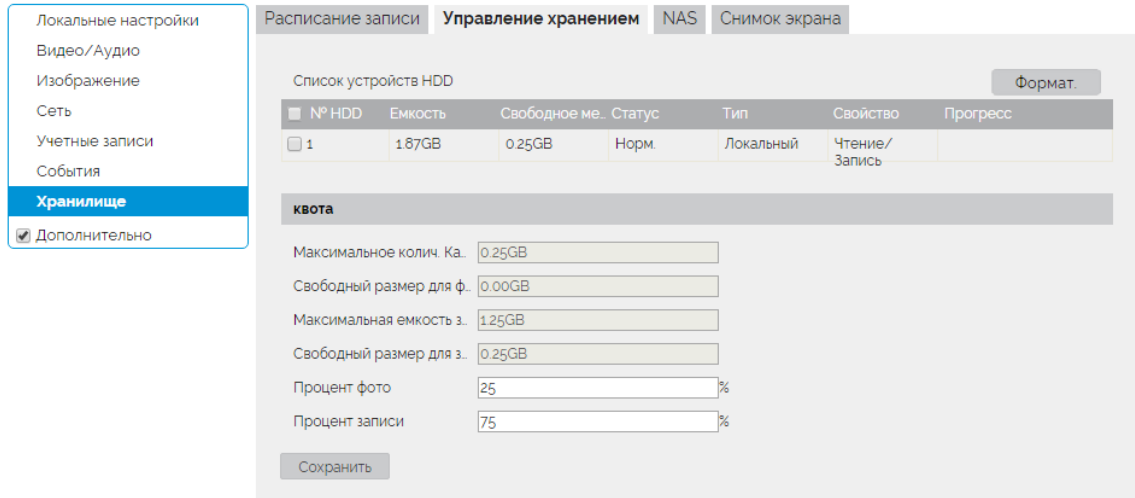 Локальные настройки
Видео/Аудио
Изображение
Сеть
Учетные записи
События
Хранилище
Дополнительно
Расписание записи Управление хранением NAS Снимок экрана
Список устройств HDD Формат.
№ HDD Емкость Свободное ме... Статус Тип Свойство Прогресс
1 1.87GB 0.25GB Норм. Локальный Чтение/
Запись
квота
Максимальное колич. Ка... 0.25GB
Свободный размер для ф... 0.00GB
Максимальная емкость з... 1.25GB
Свободный размер для з... 0.25GB
Процент фото 25 %
Процент записи 75 %
Сохранить